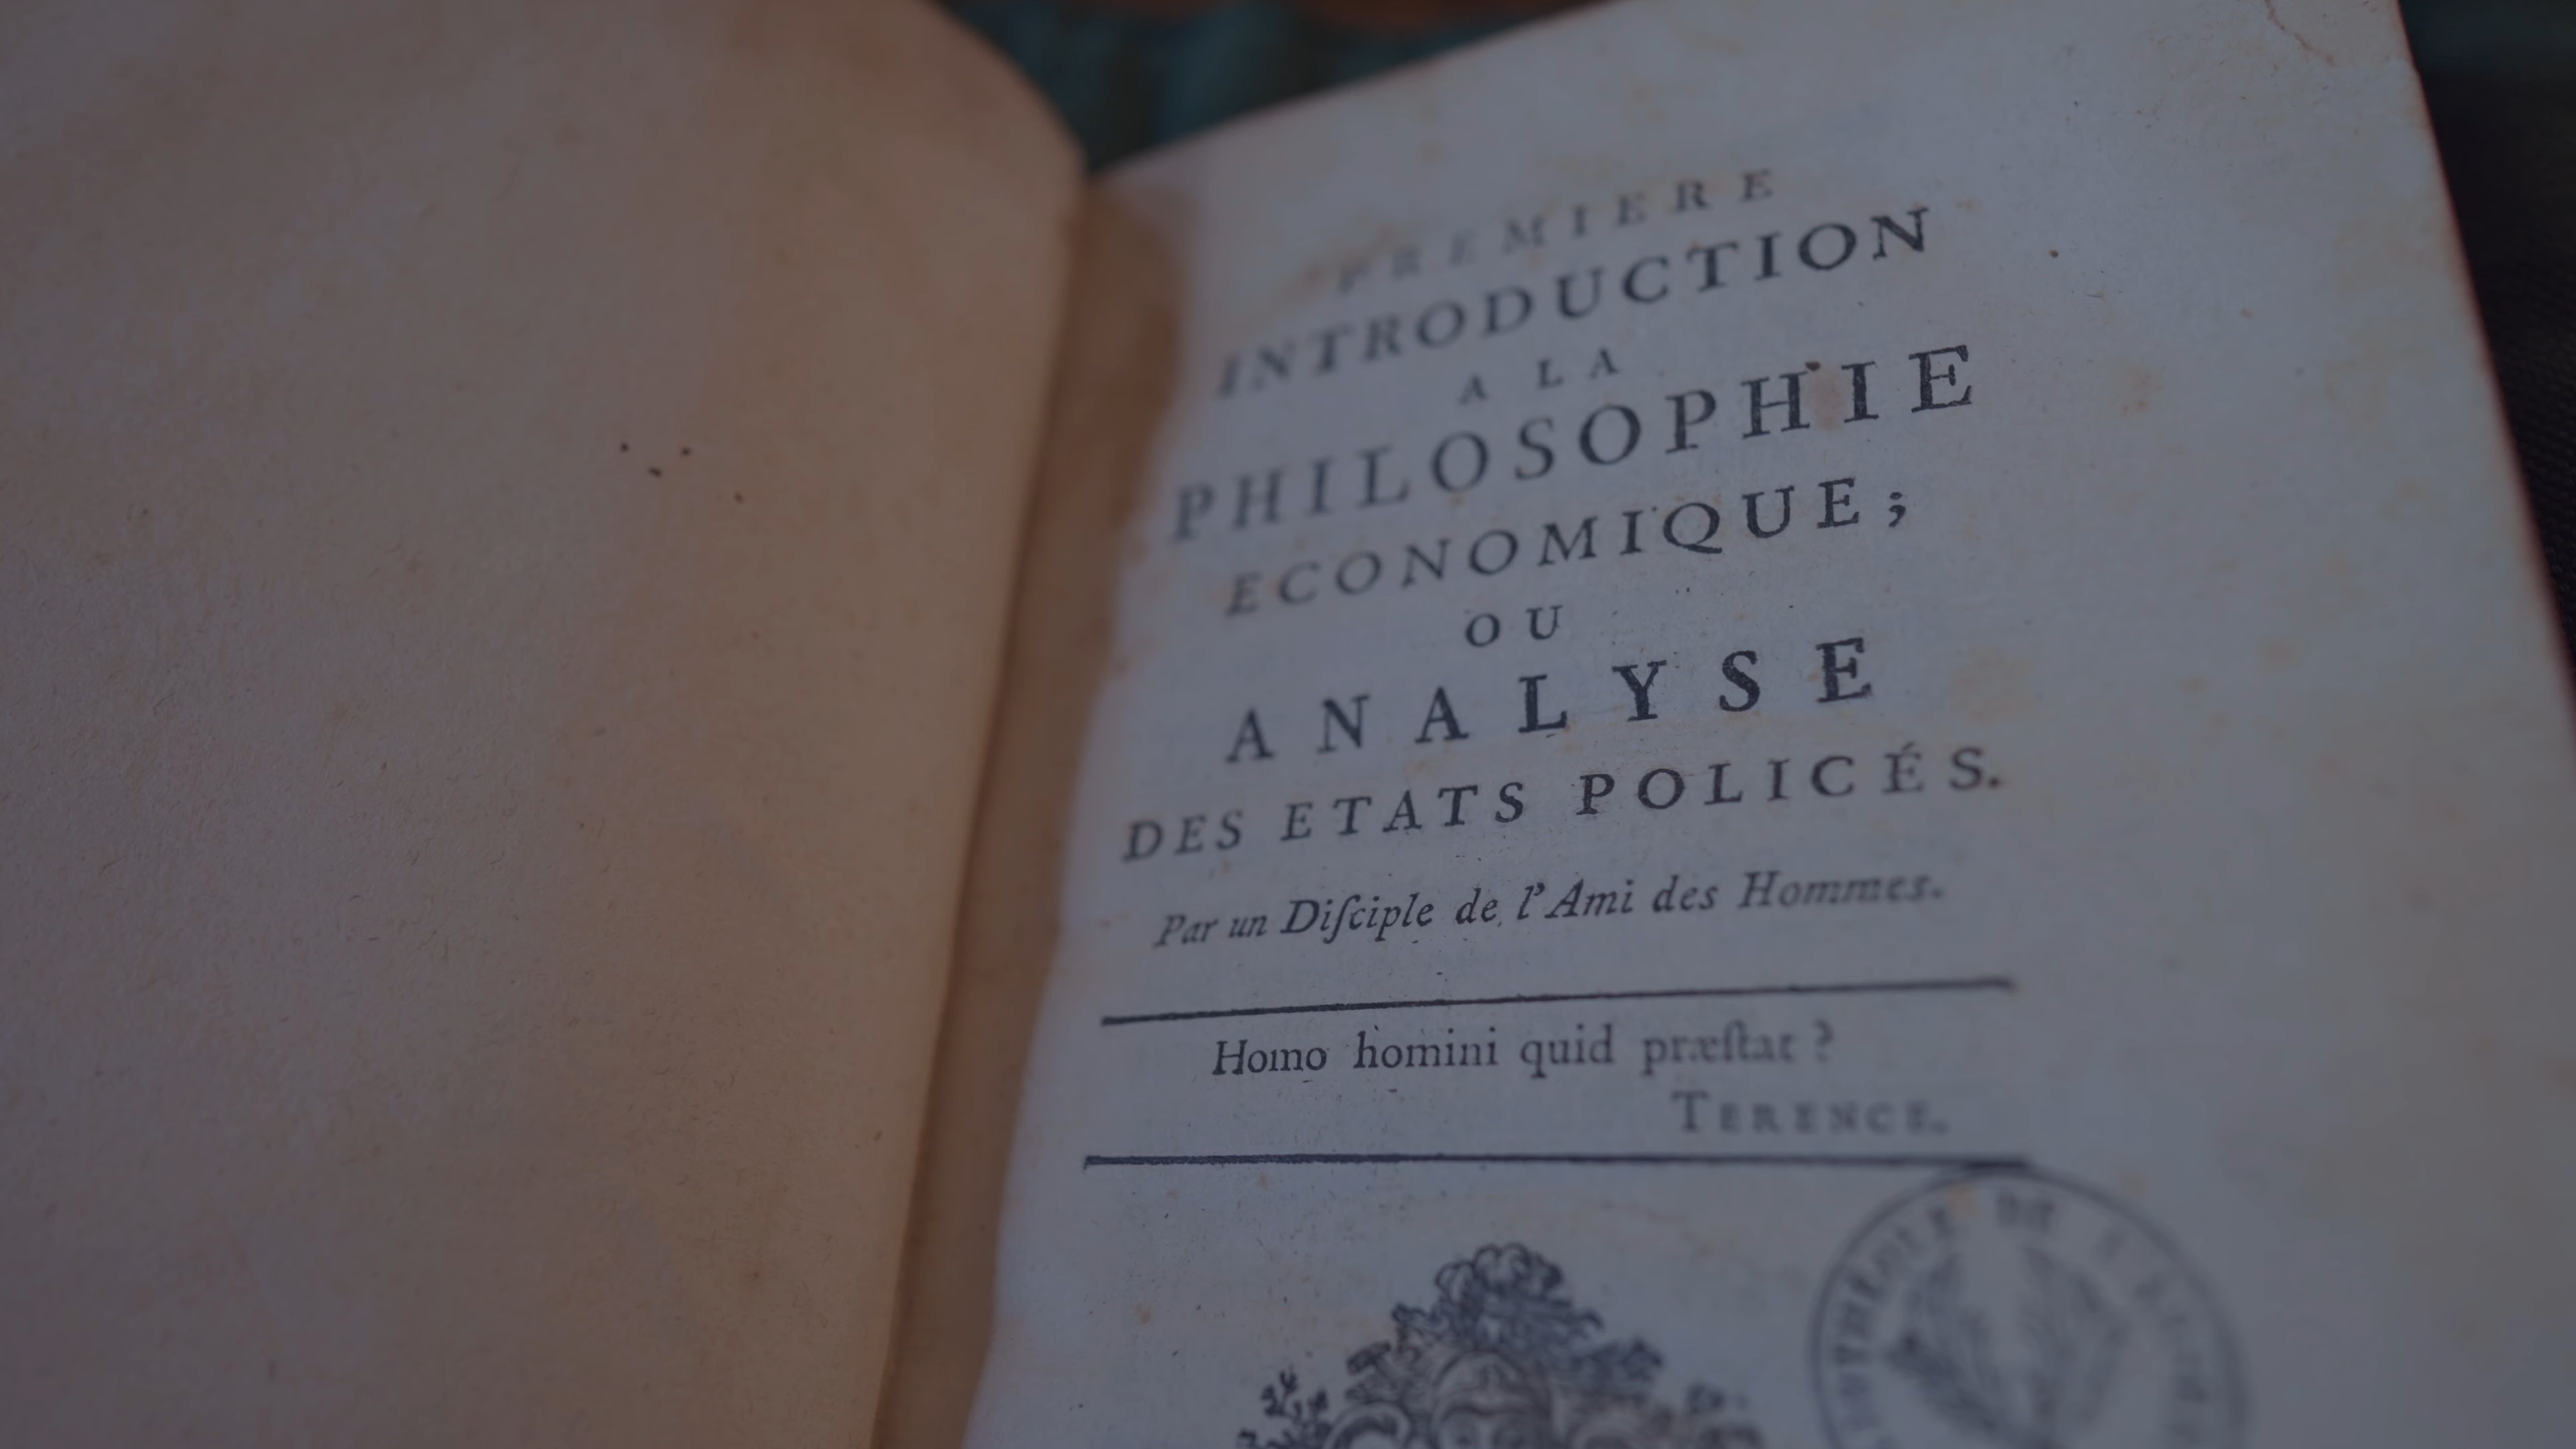 PREMIERE
INTRODUCTION
A LA
PHILOSOPHIE
ECONOMIQUE;
OU
ANALYSE
DES ETATS POLICÉS.
Par un Diſciple de l'Ami des Hommes.
Homo homini quid præſtat ?
TERENCE.
DE